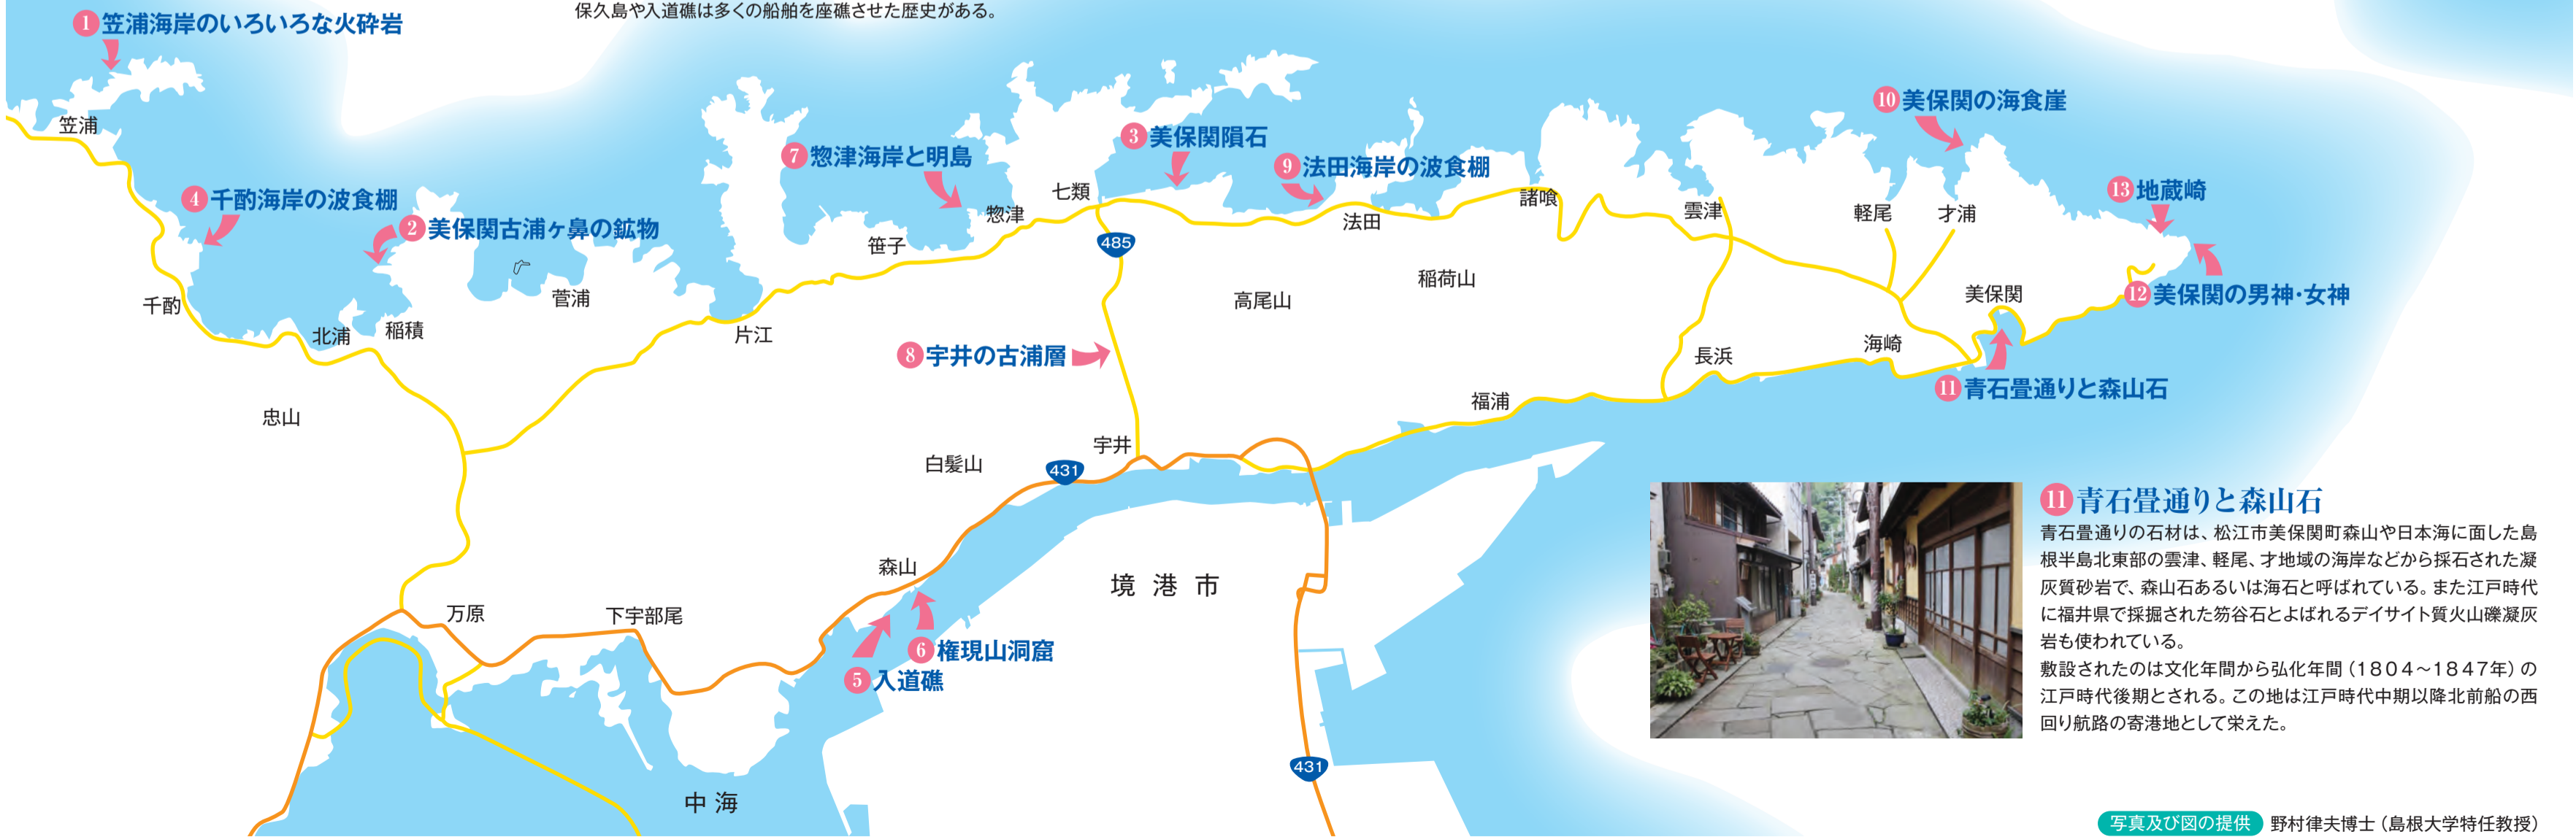 保久島や入道礁は多くの船舶を座礁させた歴史がある。
1 笠浦海岸のいろいろな火砕岩
笠浦
4 千酌海岸の波食棚
2 美保関古浦ヶ鼻の鉱物
千酌
北浦
稲積
菅浦
片江
7 惣津海岸と明島
笹子
惣津
七類
3 美保関隕石
9 法田海岸の波食棚
法田
諸喰
雲津
10 美保関の海食崖
軽尾
才浦
13 地蔵崎
12 美保関の男神・女神
美保関
海崎
長浜
11 青石畳通りと森山石
485
稲荷山
高尾山
8 宇井の古浦層
福浦
宇井
白髪山
431
忠山
森山
境港市
万原
下宇部尾
6 権現山洞窟
5 入道礁
431
中海
11 青石畳通りと森山石
青石畳通りの石材は、松江市美保関町森山や日本海に面した島
根半島北東部の雲津、軽尾、才地域の海岸などから採石された凝
灰質砂岩で、森山石あるいは海石と呼ばれている。また江戸時代
に福井県で採掘された笏谷石とよばれるデイサイト質火山礫凝灰
岩も使われている。
敷設されたのは文化年間から弘化年間（1804～1847年）の
江戸時代後期とされる。この地は江戸時代中期以降北前船の西
回り航路の寄港地として栄えた。
写真及び図の提供 野村律夫博士（島根大学特任教授）